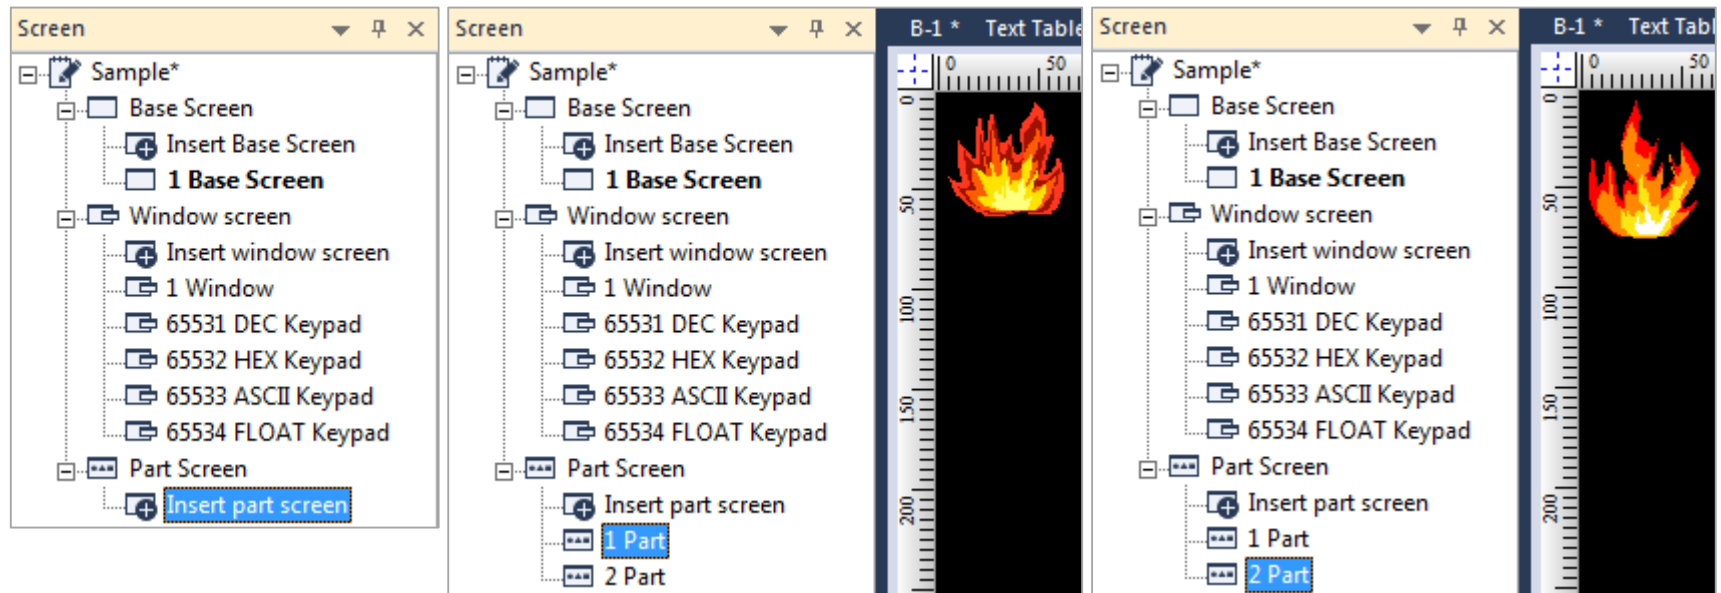 Screen
Sample*
Base Screen
Insert Base Screen
1 Base Screen
Window screen
Insert window screen
1 Window
65531 DEC Keypad
65532 HEX Keypad
65533 ASCII Keypad
65534 FLOAT Keypad
Part Screen
Insert part screen
Screen
Sample*
Base Screen
Insert Base Screen
1 Base Screen
Window screen
Insert window screen
1 Window
65531 DEC Keypad
65532 HEX Keypad
65533 ASCII Keypad
65534 FLOAT Keypad
Part Screen
Insert part screen
1 Part
2 Part
B-1 * Text Table
0 50
0
50
100
150
200
Screen
Sample*
Base Screen
Insert Base Screen
1 Base Screen
Window screen
Insert window screen
1 Window
65531 DEC Keypad
65532 HEX Keypad
65533 ASCII Keypad
65534 FLOAT Keypad
Part Screen
Insert part screen
1 Part
2 Part
B-1 * Text Tabl
0 50
0
50
100
150
200